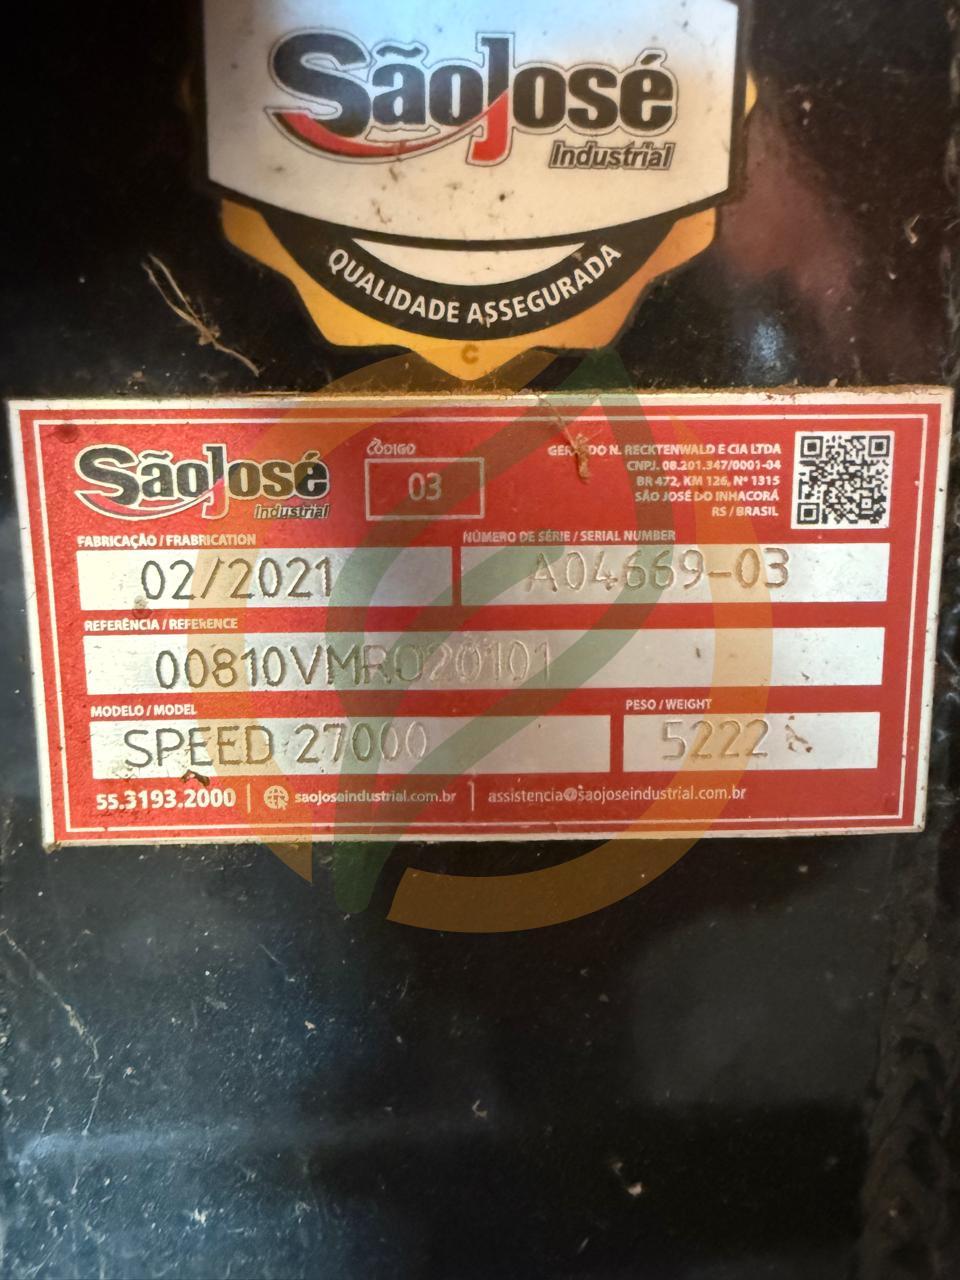 SãoJosé
Industrial
QUALIDADE ASSEGURADA
SãoJosé
Industrial
CÓDIGO
03
GERALDO N. RECKTENWALD E CIA LTDA
CNPJ. 08.201.347/0001-04
BR 472, KM 126, Nº 1315
SÃO JOSÉ DO INHACORÁ
RS / BRASIL
FABRICAÇÃO / FRABRICATION
NÚMERO DE SÉRIE / SERIAL NUMBER
02/2021
A04669-03
REFERÊNCIA / REFERENCE
00810VMRO20101
MODELO / MODEL
PESO / WEIGHT
SPEED 27000
5222
55.3193.2000 | saojoseindustrial.com.br | assistencia@saojoseindustrial.com.br